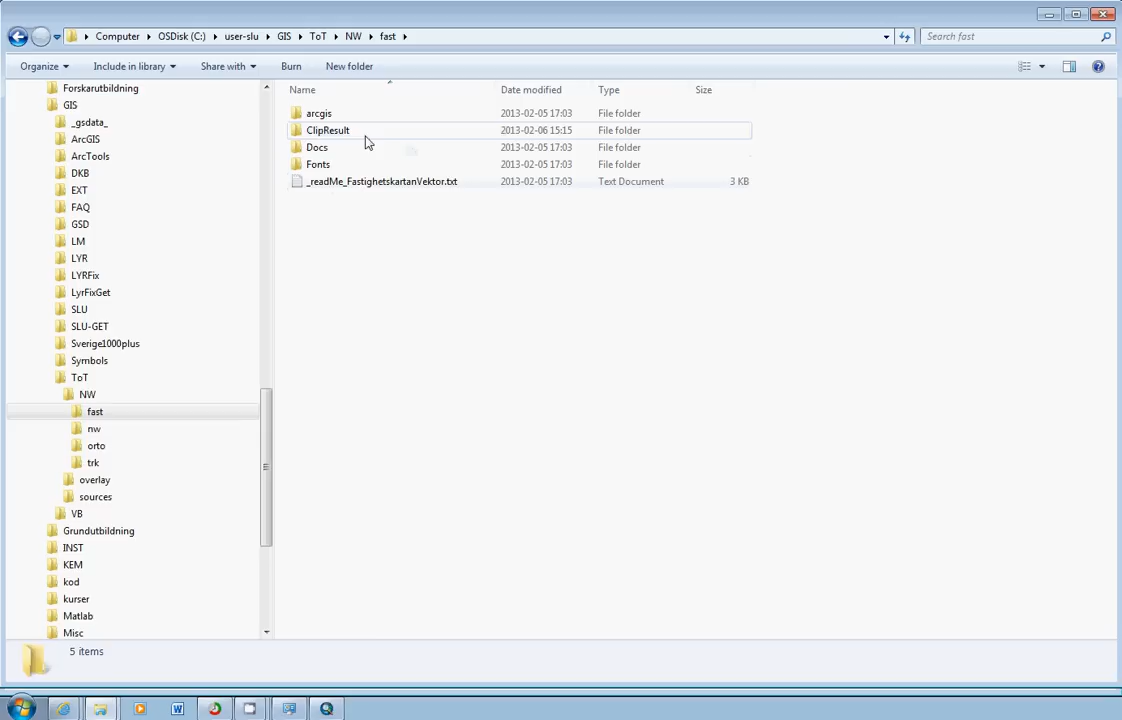 Computer OSDisk (C:) user-slu GIS ToT NW fast
Search fast
Organize Include in library Share with Burn New folder
Name Date modified Type Size
Forskarutbildning
GIS
_gsdata_
ArcGIS
ArcTools
DKB
EXT
FAQ
GSD
LM
LYR
LYRFix
LyrFixGet
SLU
SLU-GET
Sverige1000plus
Symbols
ToT
NW
fast
nw
orto
trk
overlay
sources
VB
Grundutbildning
INST
KEM
kod
kurser
Matlab
Misc
arcgis 2013-02-05 17:03 File folder
ClipResult 2013-02-06 15:15 File folder
Docs 2013-02-05 17:03 File folder
Fonts 2013-02-05 17:03 File folder
_readMe_FastighetskartanVektor.txt 2013-02-05 17:03 Text Document 3 KB
5 items